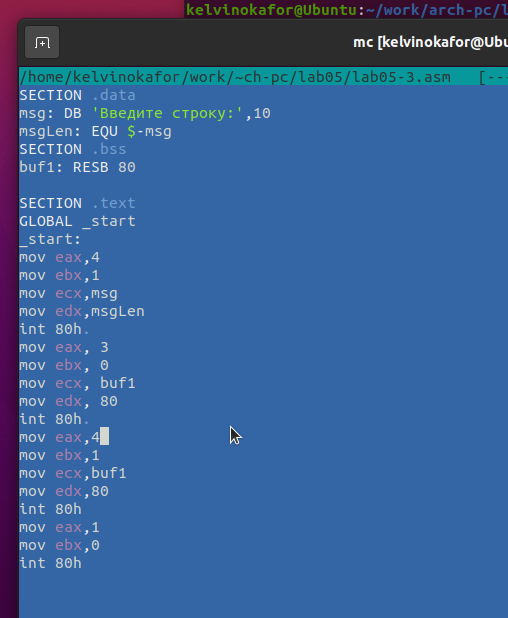 kelvinokafor@Ubuntu:~/work/arch-pc/l
mc [kelvinokafor@Ubu
/home/kelvinokafor/work/~ch-pc/lab05/lab05-3.asm [--
SECTION .data
msg: DB 'Введите строку:',10
msgLen: EQU $-msg
SECTION .bss
buf1: RESB 80
SECTION .text
GLOBAL _start
_start:
mov eax,4
mov ebx,1
mov ecx,msg
mov edx,msgLen
int 80h.
mov eax, 3
mov ebx, 0
mov ecx, buf1
mov edx, 80
int 80h.
mov eax,4
mov ebx,1
mov ecx,buf1
mov edx,80
int 80h
mov eax,1
mov ebx,0
int 80h